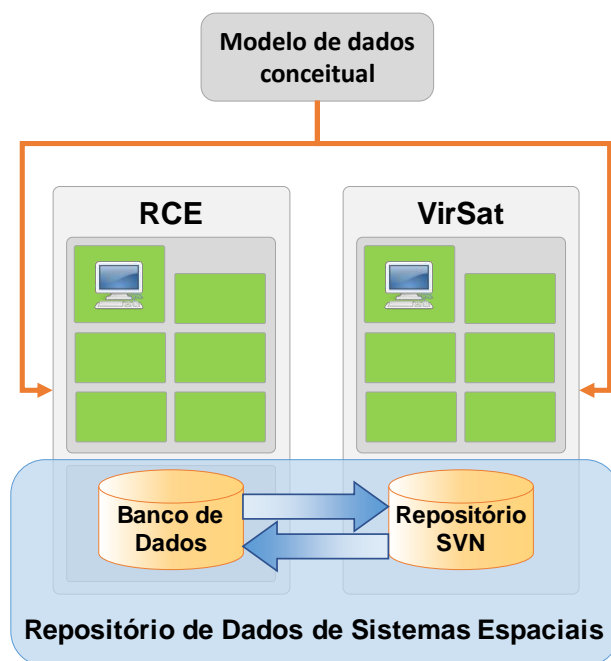 Modelo de dados
conceitual
RCE
VirSat
Banco de
Dados
Repositório
SVN
Repositório de Dados de Sistemas Espaciais